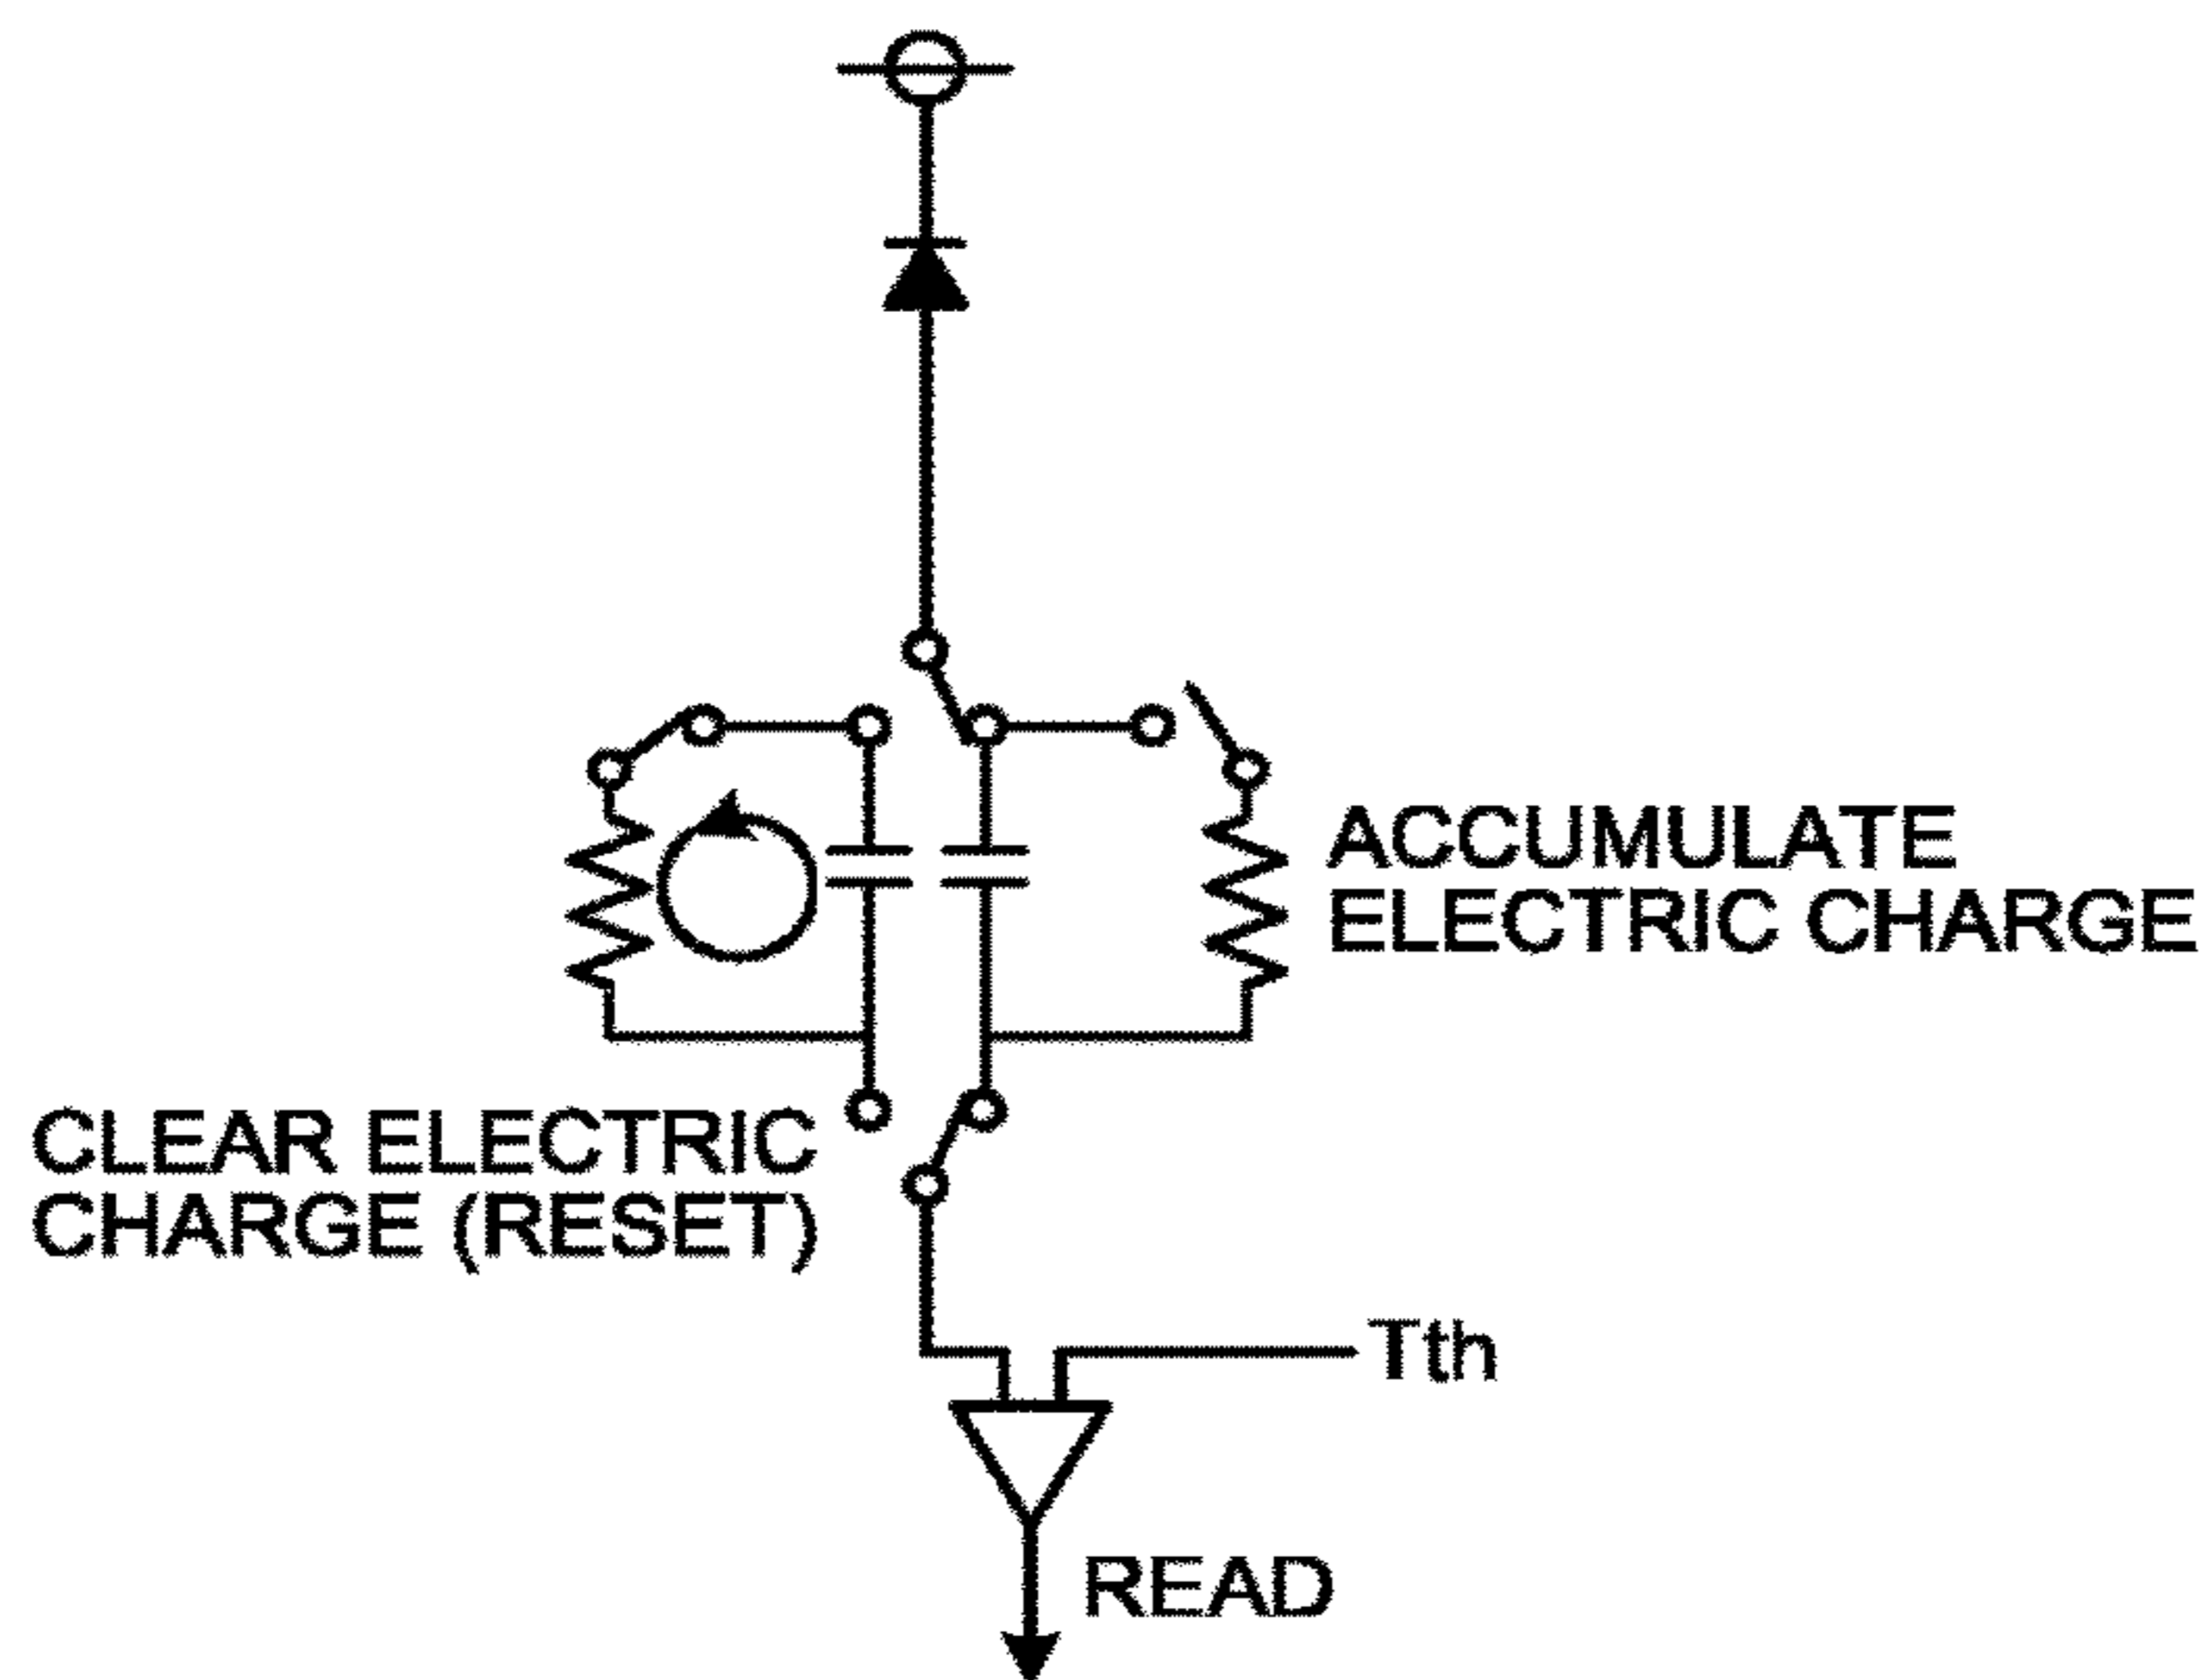 ACCUMULATE
ELECTRIC CHARGE
CLEAR ELECTRIC
CHARGE (RESET)
Tth
READ